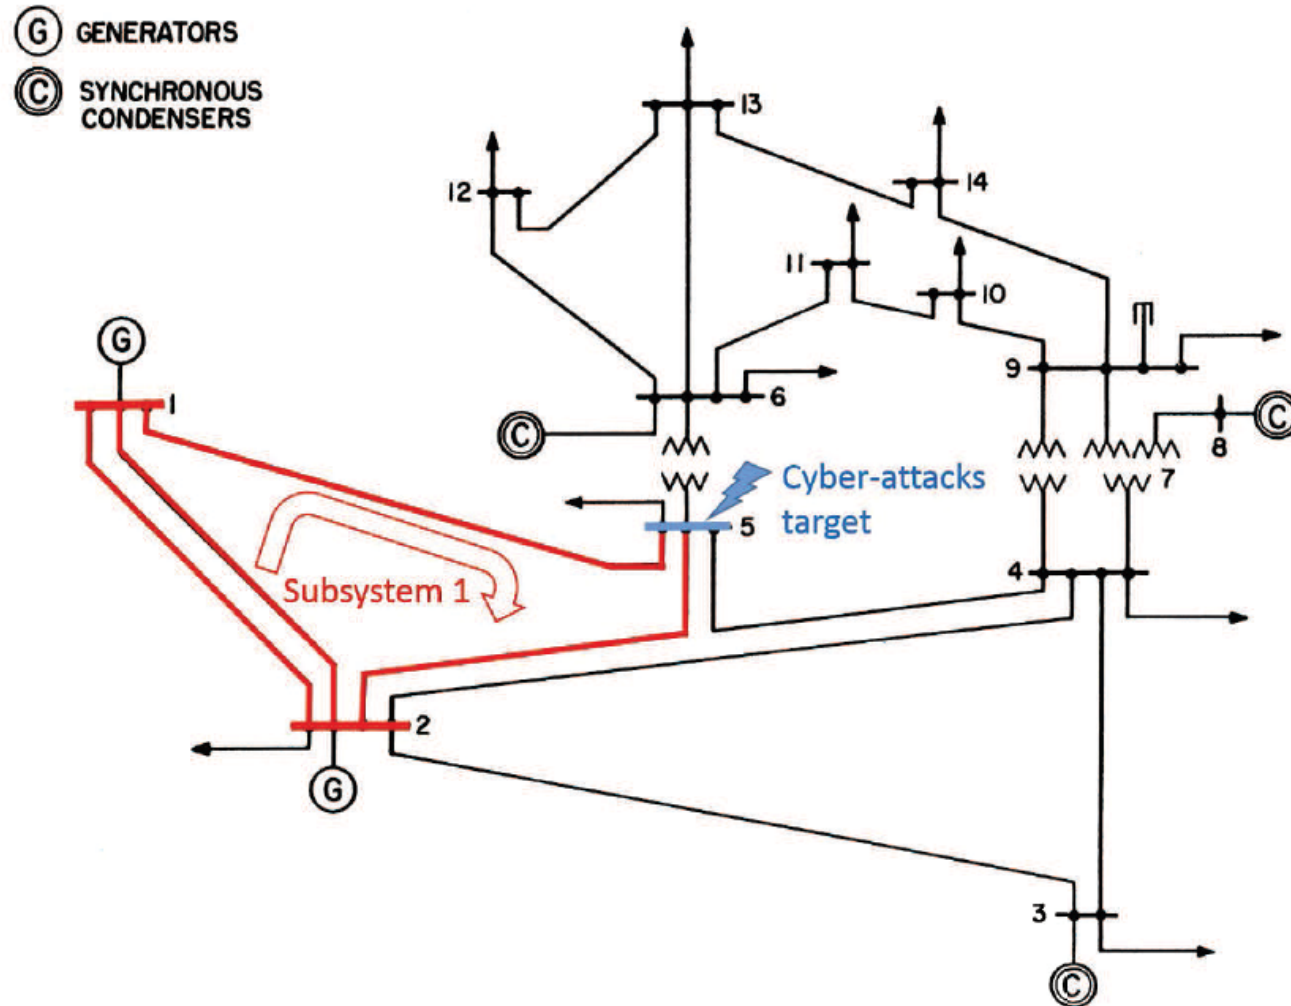 G GENERATORS
C SYNCHRONOUS
CONDENSERS
13
12
14
11
10
G
1
9
6
C
C
8
7
Cyber-attacks
target
5
4
Subsystem 1
2
G
3
C